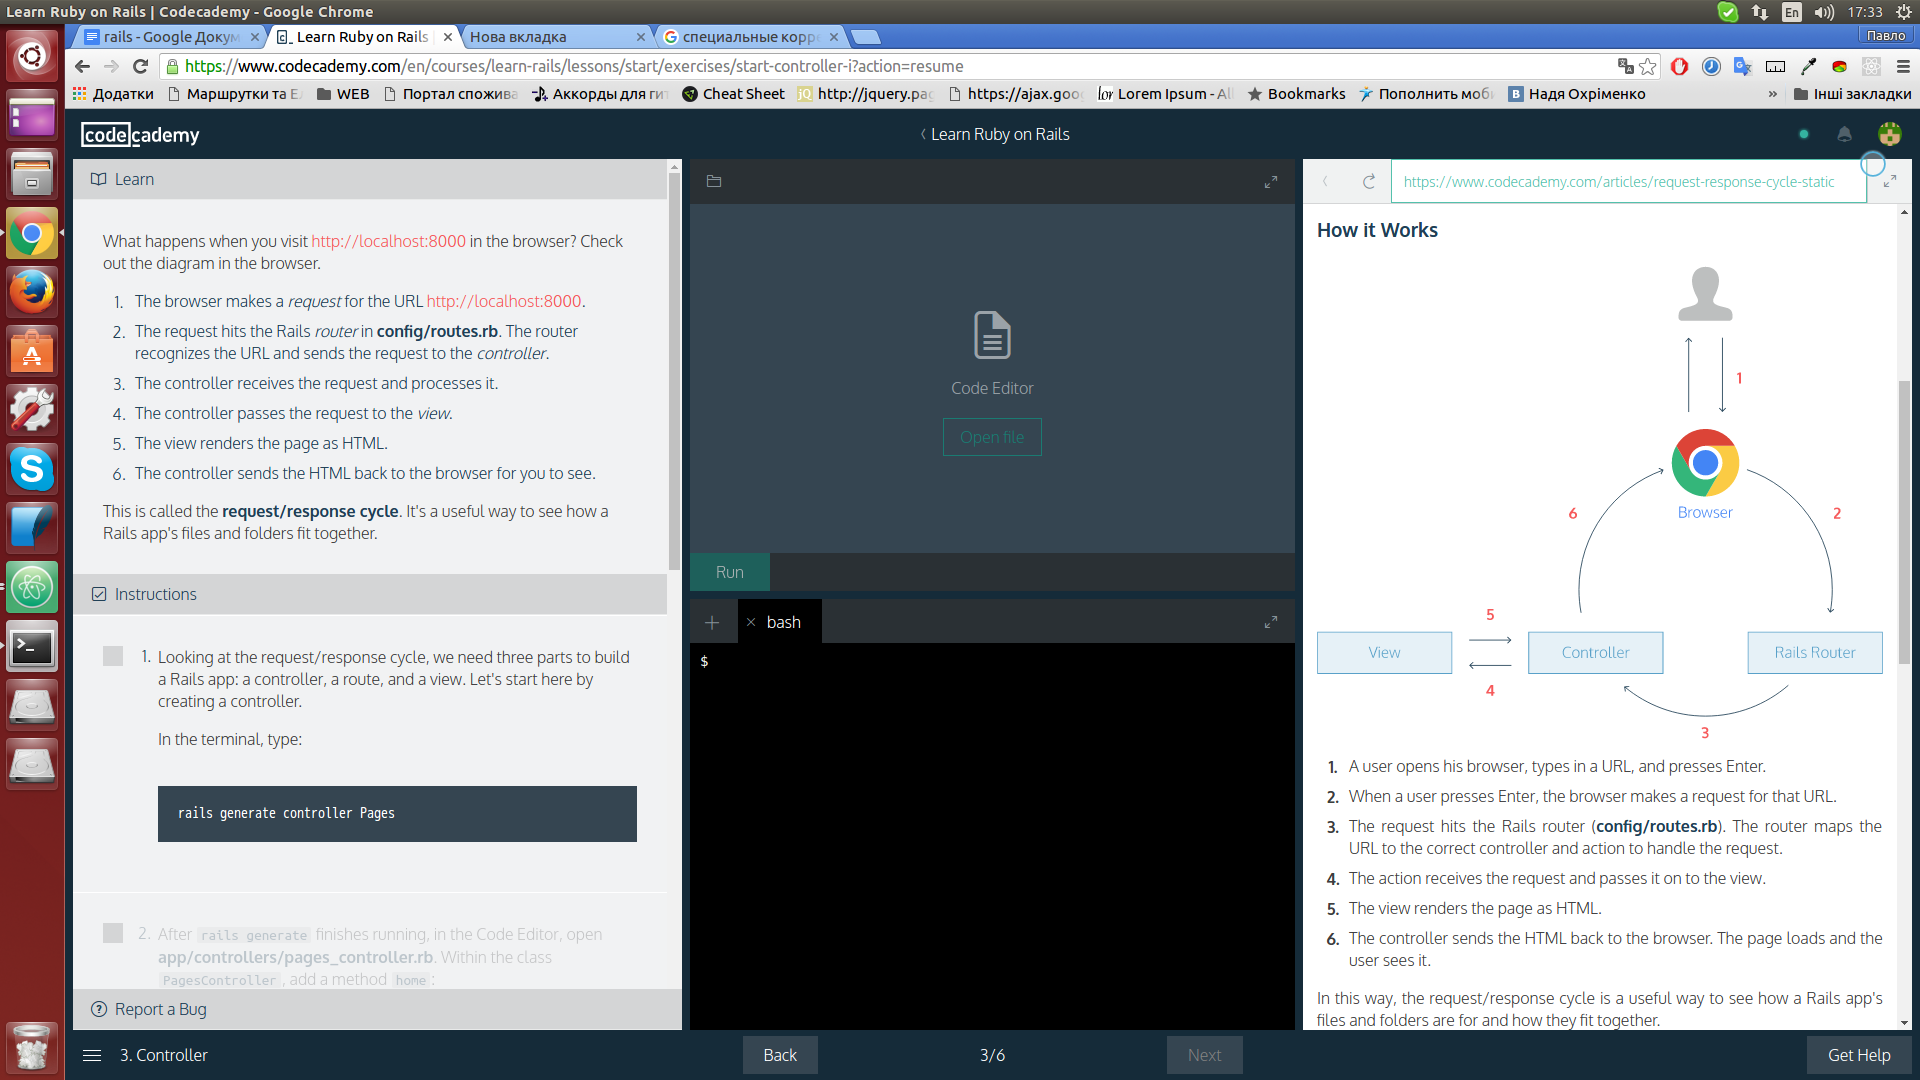 Learn Ruby on Rails | Codecademy - Google Chrome
En 17:33
rails - Google Докум
Learn Ruby on Rails
Нова вкладка
специальные корр
Павло
https://www.codecademy.com/en/courses/learn-rails/lessons/start/exercises/start-controller-i?action=resume
Додатки Маршрутки та Ел WEB Портал спожива Аккорды для гит Cheat Sheet http://jquery.pag https://ajax.goog Lorem Ipsum - All Bookmarks Пополнить моби Надя Охріменко » Інші закладки
codecademy
Learn Ruby on Rails
Learn
What happens when you visit http://localhost:8000 in the browser? Check
out the diagram in the browser.
1. The browser makes a request for the URL http://localhost:8000.
2. The request hits the Rails router in config/routes.rb. The router
recognizes the URL and sends the request to the controller.
3. The controller receives the request and processes it.
4. The controller passes the request to the view.
5. The view renders the page as HTML.
6. The controller sends the HTML back to the browser for you to see.
This is called the request/response cycle. It's a useful way to see how a
Rails app's files and folders fit together.
Instructions
1. Looking at the request/response cycle, we need three parts to build
a Rails app: a controller, a route, and a view. Let's start here by
creating a controller.
In the terminal, type:
rails generate controller Pages
2. After rails generate finishes running, in the Code Editor, open
app/controllers/pages_controller.rb. Within the class
PagesController, add a method home:
Report a Bug
Code Editor
Open file
Run
+ × bash
$
https://www.codecademy.com/articles/request-response-cycle-static
How it Works
1
Browser
6
2
5
View
Controller
Rails Router
4
3
1. A user opens his browser, types in a URL, and presses Enter.
2. When a user presses Enter, the browser makes a request for that URL.
3. The request hits the Rails router (config/routes.rb). The router maps the
URL to the correct controller and action to handle the request.
4. The action receives the request and passes it on to the view.
5. The view renders the page as HTML.
6. The controller sends the HTML back to the browser. The page loads and the
user sees it.
In this way, the request/response cycle is a useful way to see how a Rails app's
files and folders are for and how they fit together.
3. Controller
Back
3/6
Next
Get Help